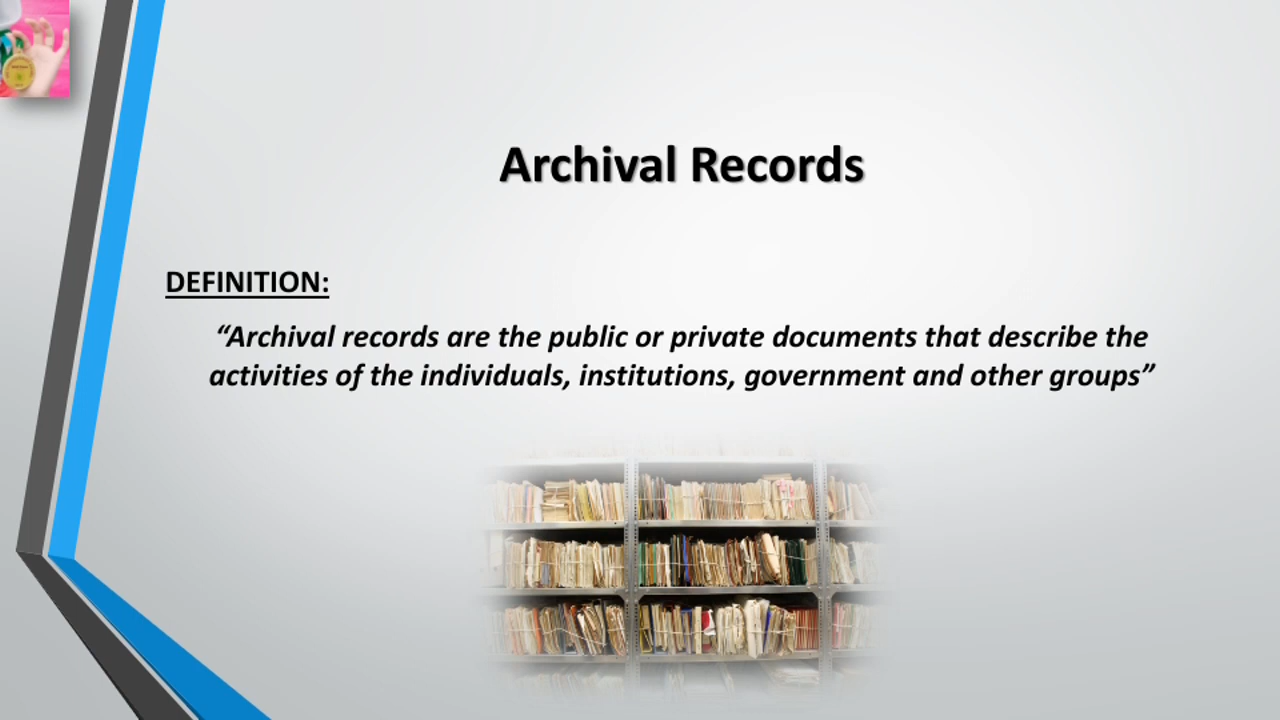 Archival Records
DEFINITION:
“Archival records are the public or private documents that describe the
activities of the individuals, institutions, government and other groups”